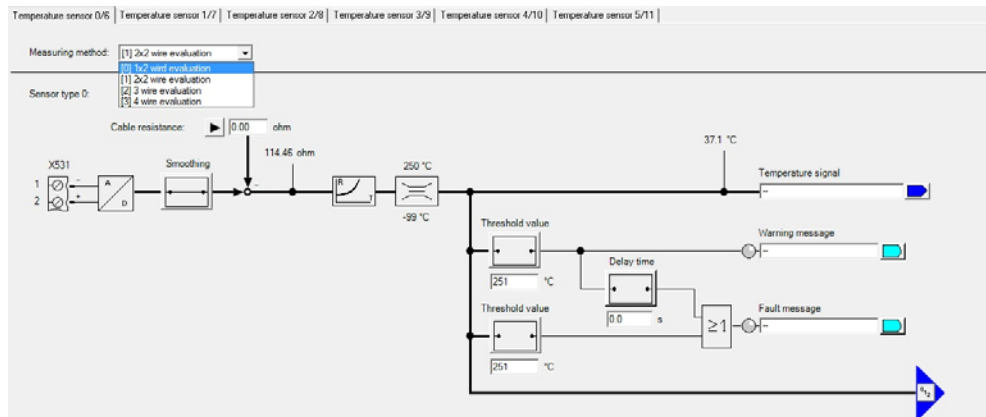 Temperature sensor 0/6 Temperature sensor 1/7 Temperature sensor 2/8 Temperature sensor 3/9 Temperature sensor 4/10 Temperature sensor 5/11
Measuring method: [1] 2x2 wire evaluation
[0] 1x2 wird evaluation
[1] 2x2 wire evaluation
Sensor type 0: [2] 3 wire evaluation
[3] 4 wire evaluation
Cable resistance: 0.00 ohm
114.46 ohm
37.1 °C
X531
Smoothing
250 °C
1
2
A
D
R
T
-99 °C
Temperature signal
--
Threshold value
251 °C
Warning message
--
Delay time
0.0 s
Threshold value
251 °C
≥1
Fault message
--